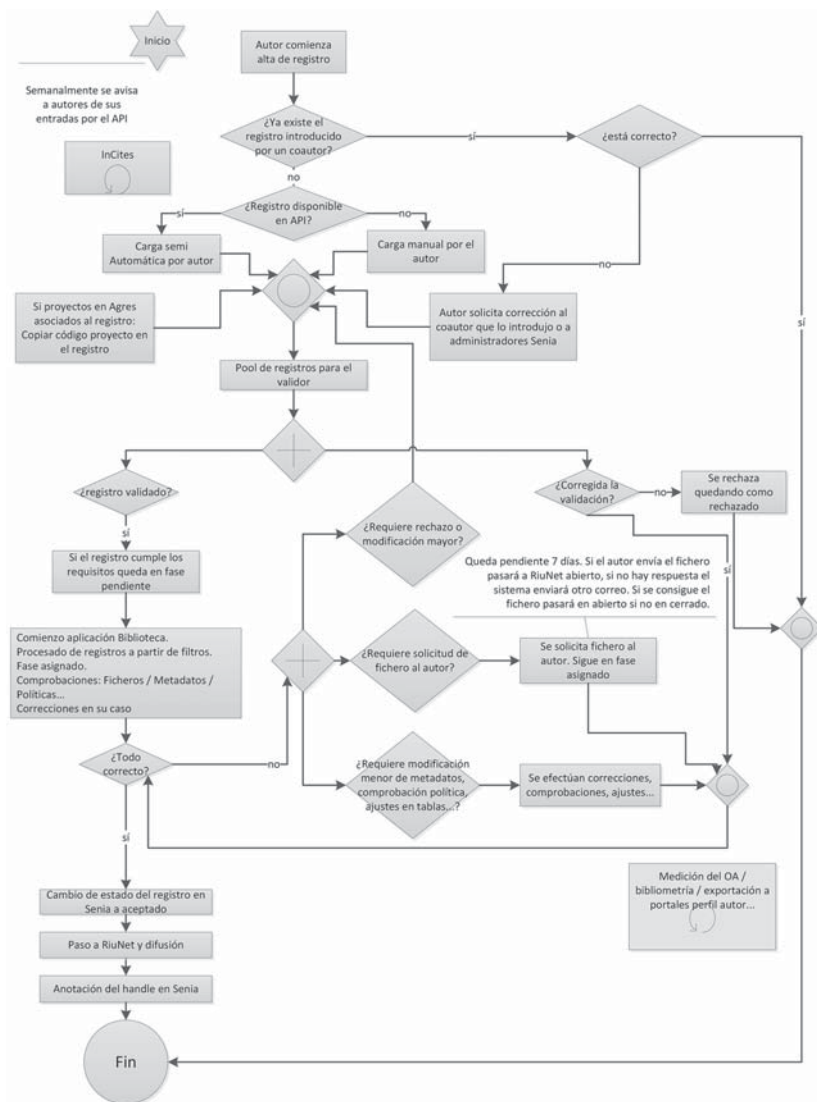 Inicio
Semanalmente se avisa
a autores de sus
entradas por el API
InCites
Autor comienza
alta de registro
¿Ya existe el
registro introducido
por un coautor?
sí
¿está correcto?
no
¿Registro disponible
en API?
sí
no
Carga semi
Automática por autor
Carga manual por el
autor
no
sí
Si proyectos en Agres
asociados al registro:
Copiar código proyecto en
el registro
Autor solicita corrección al
coautor que lo introdujo o a
administradores Senia
Pool de registros para el
validor
¿registro validado?
¿Corregida la
validación?
no
Se rechaza
quedando como
rechazado
sí
sí
¿Requiere rechazo o
modificación mayor?
Si el registro cumple los
requisitos queda en fase
pendiente
Queda pendiente 7 días. Si el autor envía el fichero
pasará a RiuNet abierto, si no hay respuesta el
sistema enviará otro correo. Si se consigue el
fichero pasará en abierto si no en cerrado.
Comienzo aplicación Biblioteca.
Procesado de registros a partir de filtros.
Fase asignado.
Comprobaciones: Ficheros / Metadatos /
Políticas...
Correcciones en su caso
¿Requiere solicitud de
fichero al autor?
Se solicita fichero al
autor. Sigue en fase
asignado
¿Todo
correcto?
no
¿Requiere modificación
menor de metadatos,
comprobación política,
ajustes en tablas...?
Se efectúan correcciones,
comprobaciones, ajustes...
sí
Medición del OA /
bibliometría / exportación a
portales perfil autor...
Cambio de estado del registro en
Senia a aceptado
Paso a RiuNet y difusión
Anotación del handle en Senia
Fin